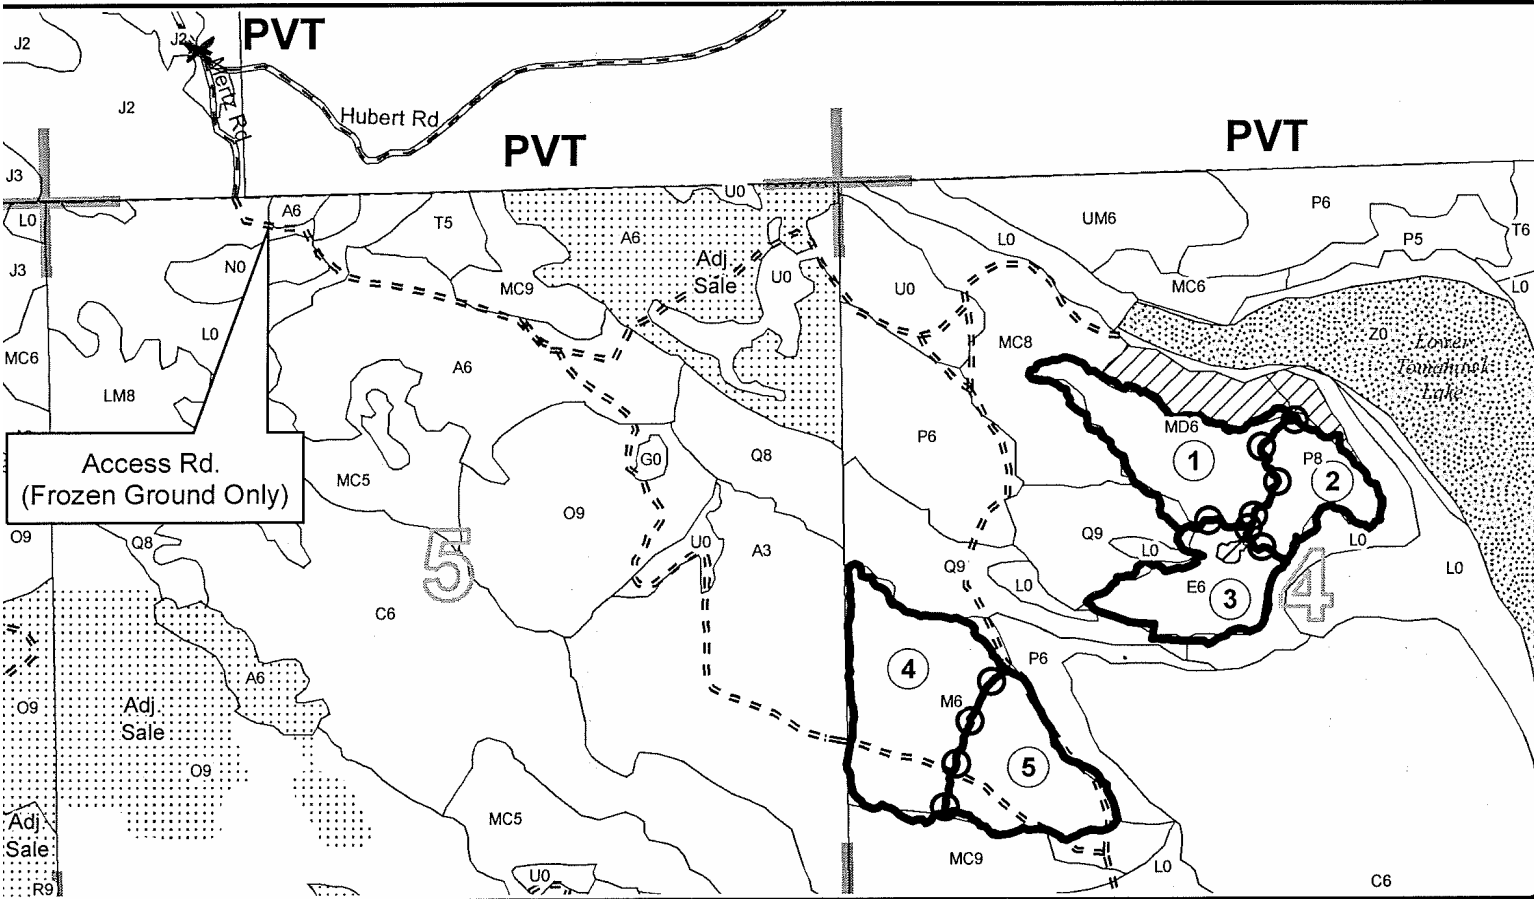 J2
J2
PVT
Mertz Rd
J2
Hubert Rd
PVT
PVT
J3
L0
A6
T5
U0
A6
UM6
P6
L0
P5
T6
J3
N0
MC9
Adj.
Sale
U0
U0
MC6
L0
Z0
Lower
Tomahawk
Lake
MC6
L0
LM8
A6
MC8
MD6
P6
1
P8
2
Access Rd.
(Frozen Ground Only)
MC5
G0
Q8
O9
O9
Q8
U0
A3
Q9
L0
L0
Q9
L0
L0
5
E6
3
4
C6
4
P6
A6
M6
O9
Adj.
Sale
O9
5
MC5
Adj.
Sale
MC9
L0
U0
R9
C6